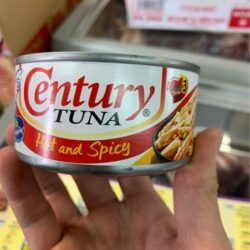 Century
TUNA
®
Hot and Spicy